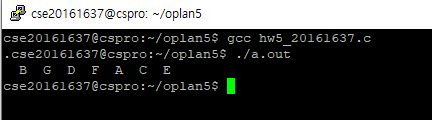 cse20161637@cspro: ~/oplan5
cse20161637@cspro:~/oplan5$ gcc hw5_20161637.c
.cse20161637@cspro:~/oplan5$ ./a.out
  B  G  D  F  A  C  E
cse20161637@cspro:~/oplan5$